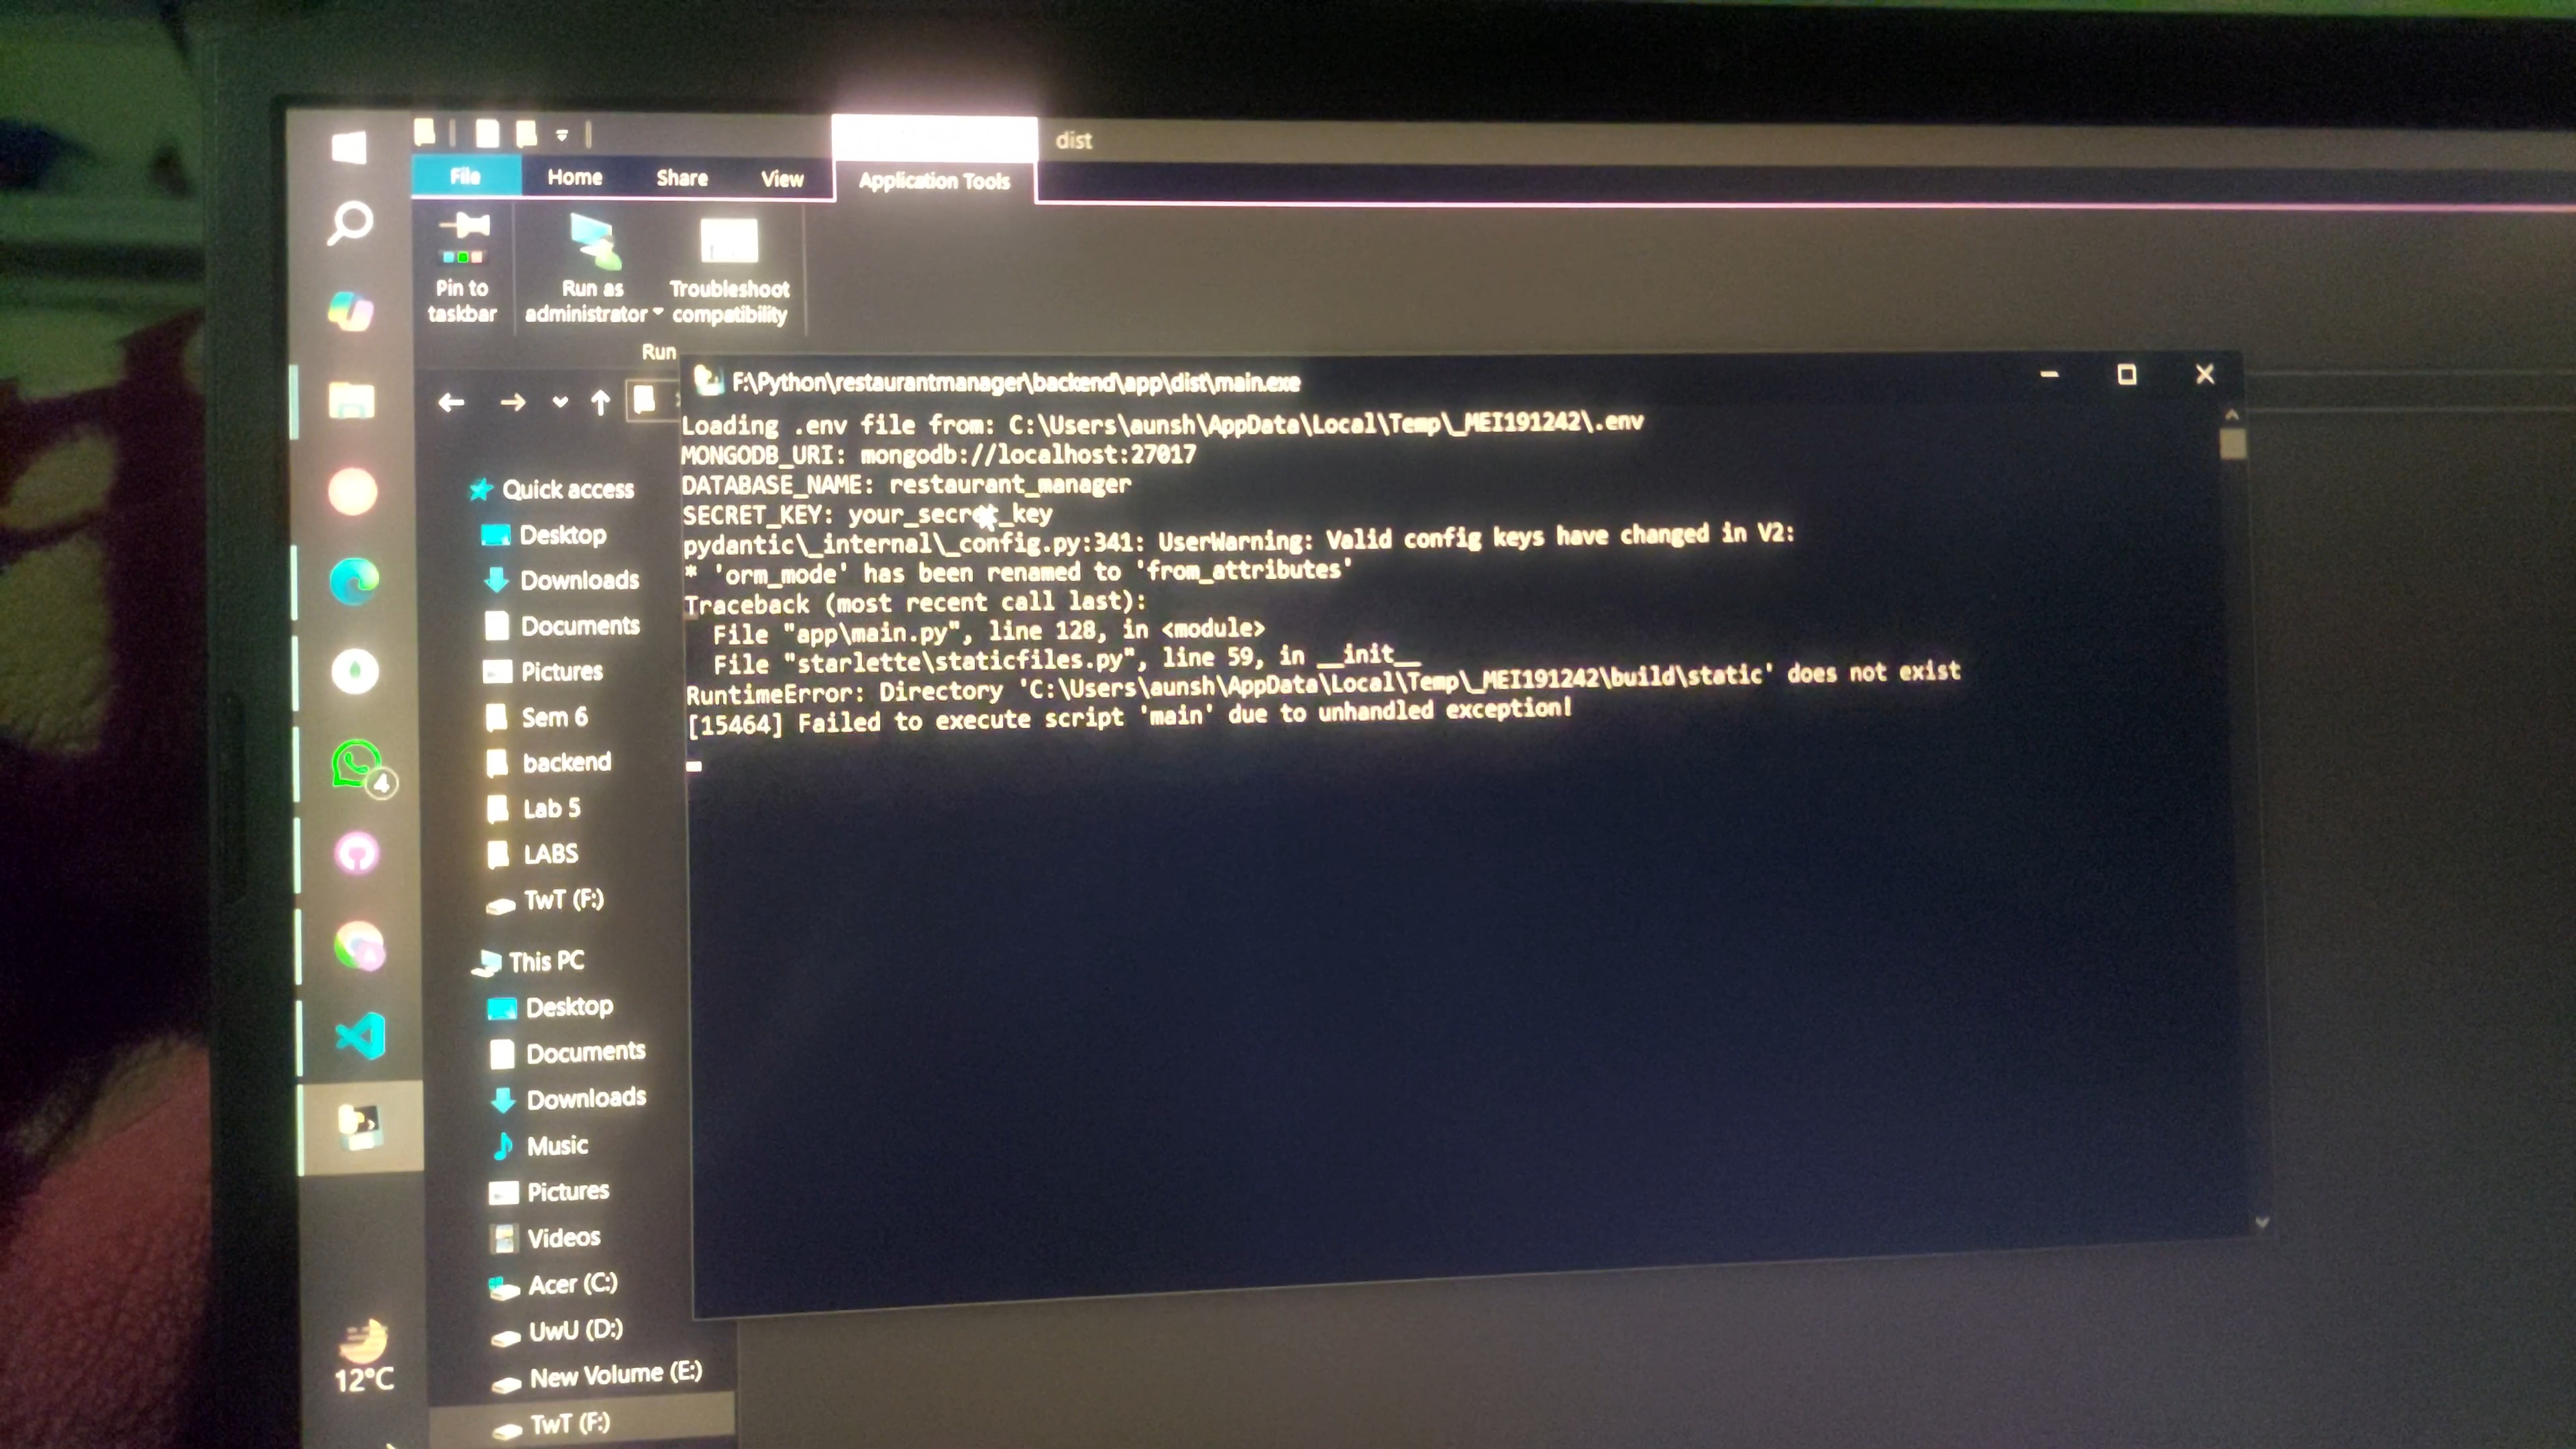 dist
File
Home
Share
View
Application Tools
Pin to
taskbar
Run as
administrator
Troubleshoot
compatibility
Run
F:\Python\restaurantmanager\backend\app\dist\main.exe
Loading .env file from: C:\Users\aunsh\AppData\Local\Temp\_MEI191242\.env
MONGODB_URI: mongodb://localhost:27017
DATABASE_NAME: restaurant_manager
SECRET_KEY: your_secret_key
pydantic\_internal\_config.py:341: UserWarning: Valid config keys have changed in V2:
* 'orm_mode' has been renamed to 'from_attributes'
Traceback (most recent call last):
  File "app\main.py", line 128, in <module>
  File "starlette\staticfiles.py", line 59, in __init__
RuntimeError: Directory 'C:\Users\aunsh\AppData\Local\Temp\_MEI191242\build\static' does not exist
[15464] Failed to execute script 'main' due to unhandled exception!
Quick access
Desktop
Downloads
Documents
Pictures
Sem 6
backend
Lab 5
LABS
TwT (F:)
This PC
Desktop
Documents
Downloads
Music
Pictures
Videos
Acer (C:)
UwU (D:)
New Volume (E:)
TwT (F:)
4
12°C